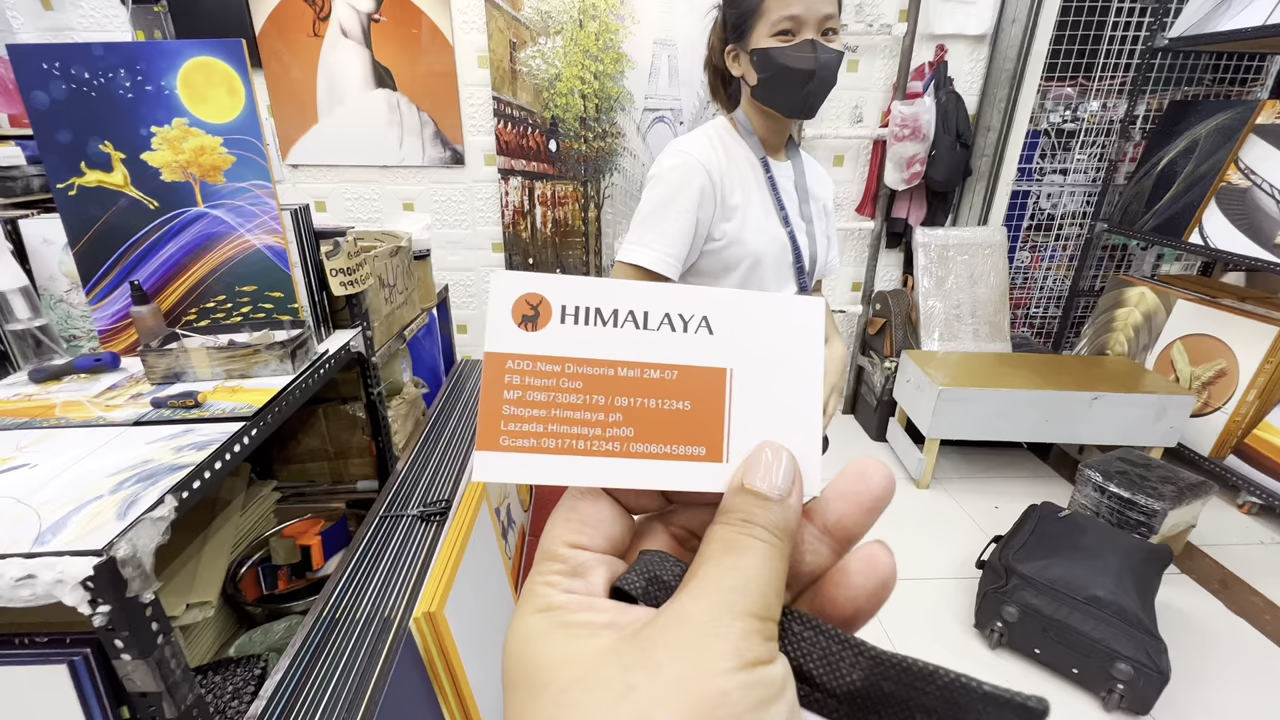 HIMALAYA
ADD:New Divisoria Mall 2M-07
FB:Henri Guo
MP:09673082179 / 09171812345
Shopee:Himalaya.ph
Lazada:Himalaya.ph00
Gcash:09171812345 / 09060458999